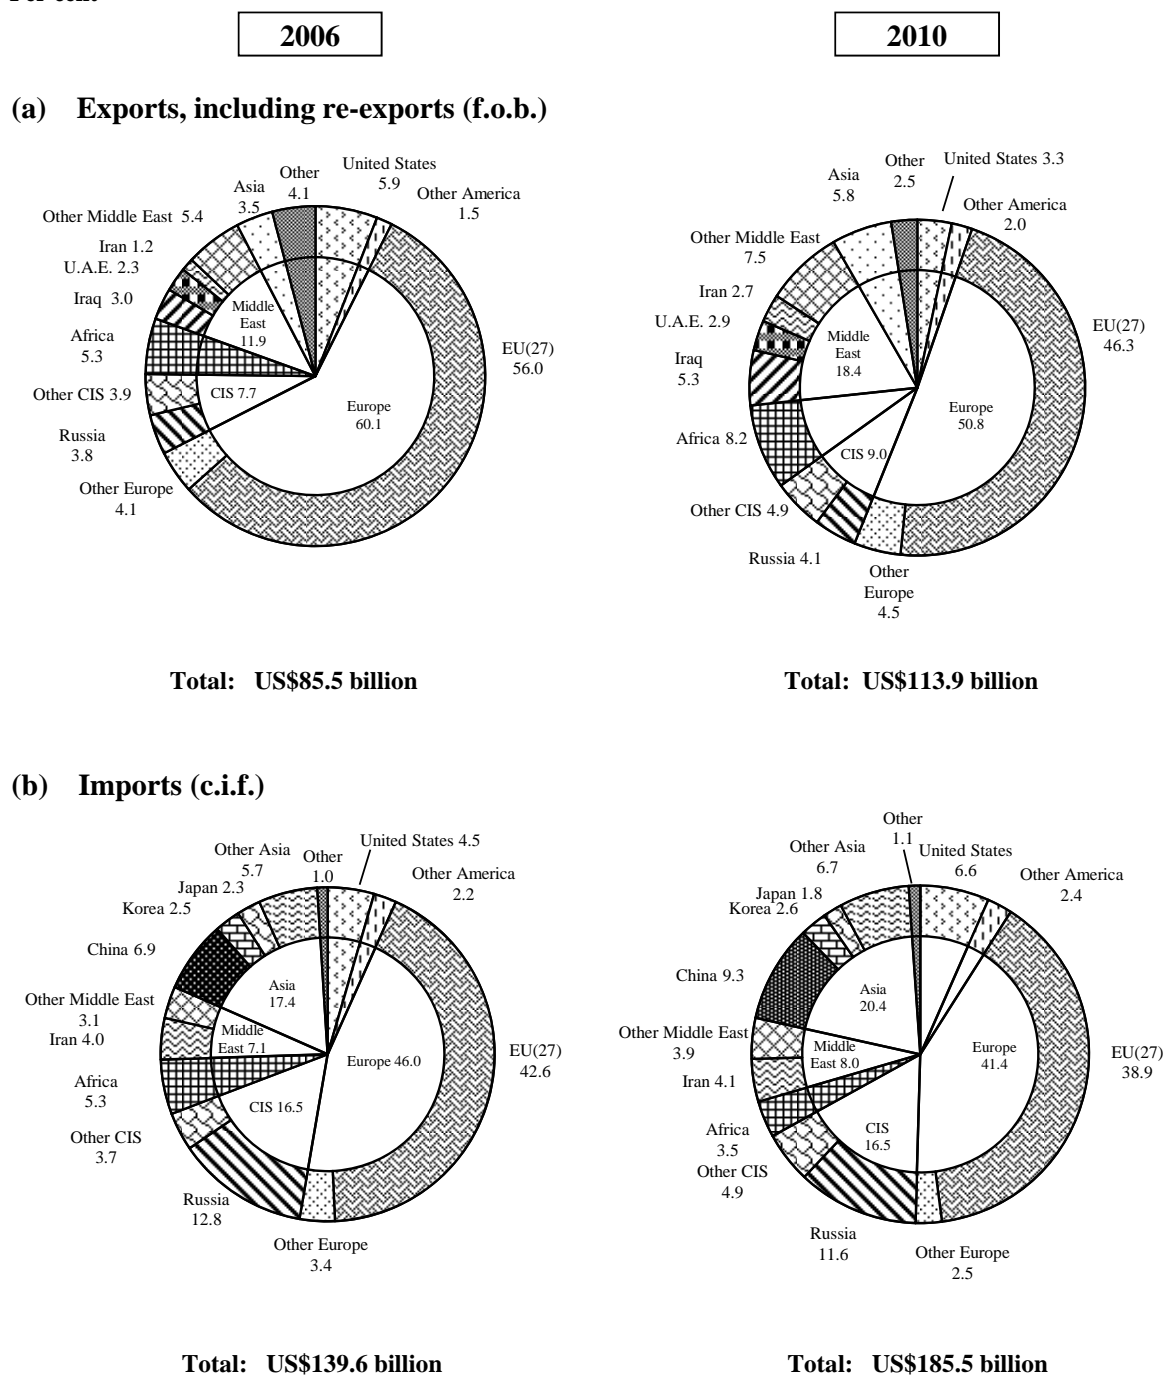 2006
2010
(a) Exports, including re-exports (f.o.b.)
United States
5.9
Other America
1.5
EU(27)
56.0
Europe
60.1
Other Europe
4.1
Russia
3.8
Other CIS 3.9
CIS 7.7
Africa
5.3
Iraq 3.0
U.A.E. 2.3
Iran 1.2
Other Middle East 5.4
Middle
East
11.9
Asia
3.5
Other
4.1
Total: US$85.5 billion
United States 3.3
Other America
2.0
EU(27)
46.3
Europe
50.8
Other
Europe
4.5
Russia 4.1
Other CIS 4.9
CIS 9.0
Africa 8.2
Iraq
5.3
U.A.E. 2.9
Iran 2.7
Other Middle East
7.5
Middle
East
18.4
Asia
5.8
Other
2.5
Total: US$113.9 billion
(b) Imports (c.i.f.)
United States 4.5
Other America
2.2
EU(27)
42.6
Europe 46.0
Other Europe
3.4
Russia
12.8
Other CIS
3.7
CIS 16.5
Africa
5.3
Iran 4.0
Other Middle East
3.1
Middle
East 7.1
China 6.9
Korea 2.5
Japan 2.3
Other Asia
5.7
Asia
17.4
Other
1.0
Total: US$139.6 billion
United States
6.6
Other America
2.4
EU(27)
38.9
Europe
41.4
Other Europe
2.5
Russia
11.6
Other CIS
4.9
CIS
16.5
Africa
3.5
Iran 4.1
Other Middle East
3.9
Middle
East 8.0
China 9.3
Korea 2.6
Japan 1.8
Other Asia
6.7
Asia
20.4
Other
1.1
Total: US$185.5 billion